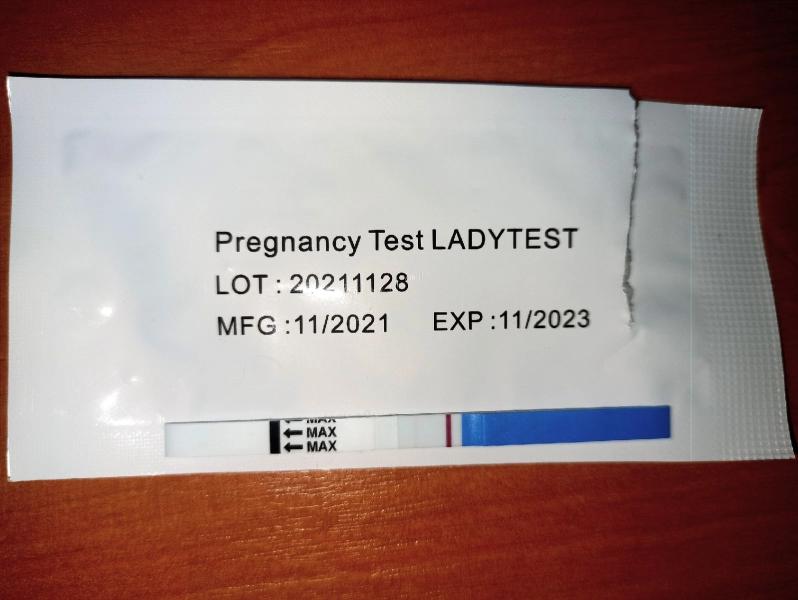 Pregnancy Test LADYTEST
LOT : 20211128
MFG :11/2021 EXP :11/2023
MAX
MAX
MAX